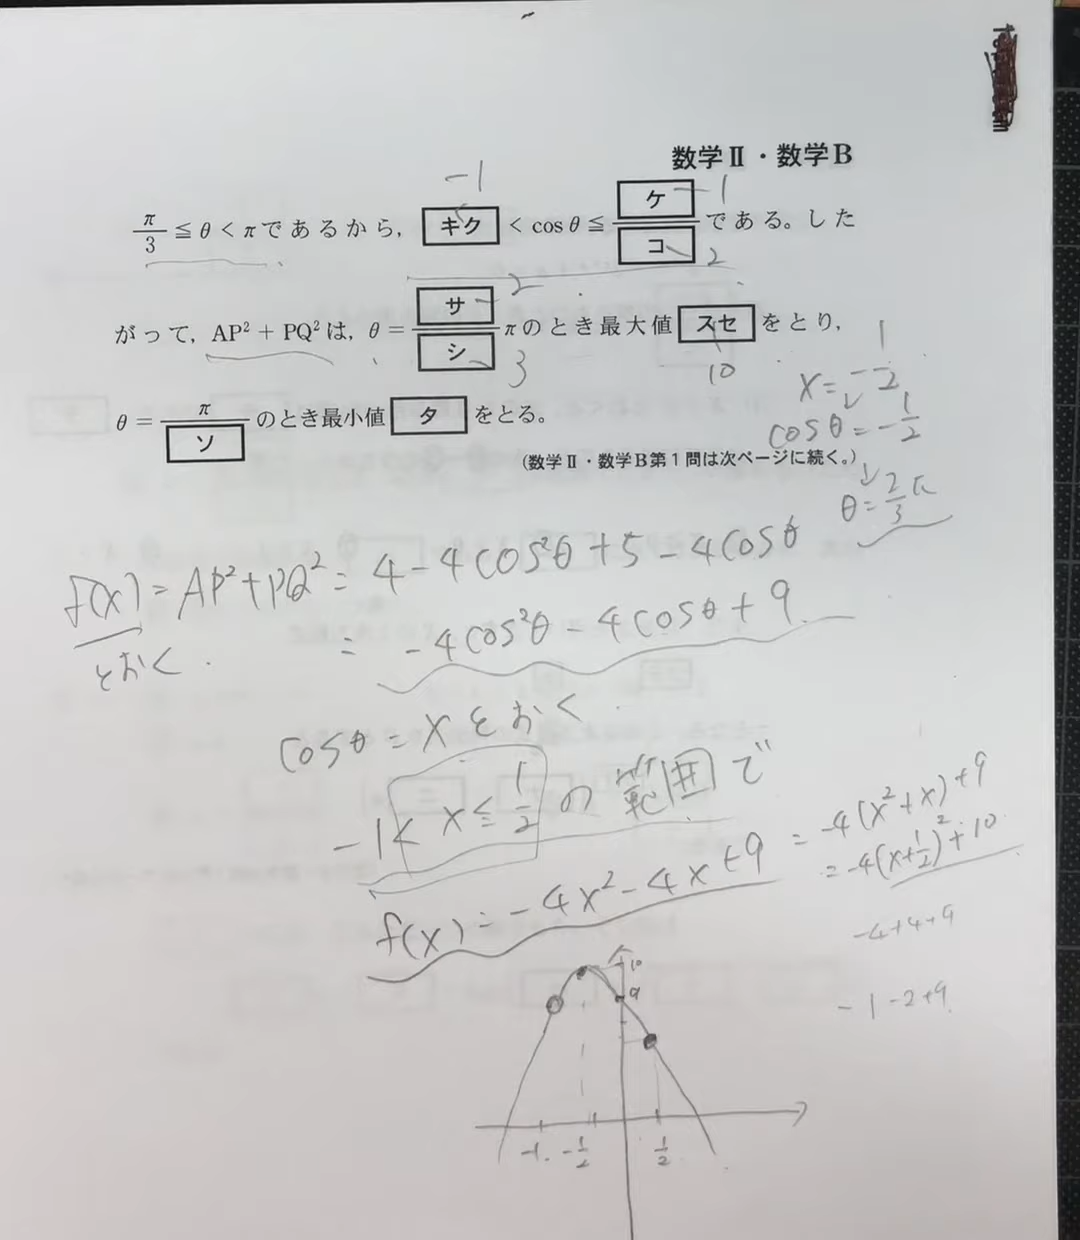 数学Ⅱ・数学B
-1
π/3 ≦ θ < π であるから, キク < cos θ ≦ ケ/コ である。した
1
2
がって, AP² + PQ² は, θ = サ/シ π のとき最大値 スセ をとり,
2
3
10
θ = π/ソ のとき最小値 タ をとる。
(数学Ⅱ・数学B第1問は次ページに続く。)
x = -1/2
cosθ = -1/2
θ = 2/3 π
f(x) = AP² + PQ² = 4 - 4cos²θ + 5 - 4cosθ
とおく.
= -4cos²θ - 4cosθ + 9
cosθ = x とおく.
-1 < x ≦ 1/2 の範囲で
f(x) = -4x² - 4x + 9
= -4(x² + x) + 9
= -4(x + 1/2)² + 10
-4+4+9
-1-2+9
10
9
-1. -1/2 1/2